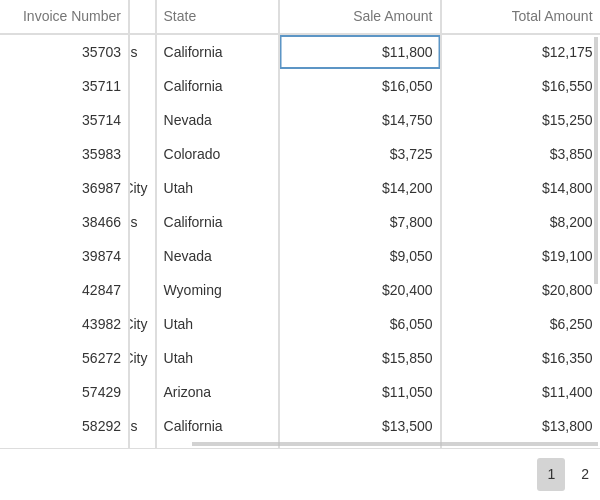 Invoice Number State Sale Amount Total Amount
35703 s California $11,800 $12,175
35711 California $16,050 $16,550
35714 Nevada $14,750 $15,250
35983 Colorado $3,725 $3,850
36987 City Utah $14,200 $14,800
38466 s California $7,800 $8,200
39874 Nevada $9,050 $19,100
42847 Wyoming $20,400 $20,800
43982 City Utah $6,050 $6,250
56272 City Utah $15,850 $16,350
57429 Arizona $11,050 $11,400
58292 s California $13,500 $13,800
1 2